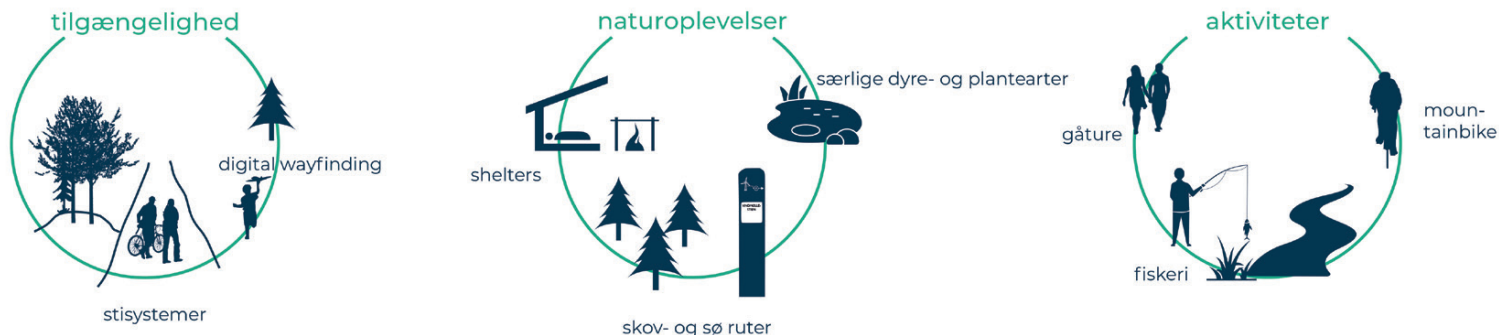 tilgængelighed
digital wayfinding
stisystemer
naturoplevelser
særlige dyre- og plantearter
shelters
skov- og sø ruter
aktiviteter
gåture
moun-
tainbike
fiskeri